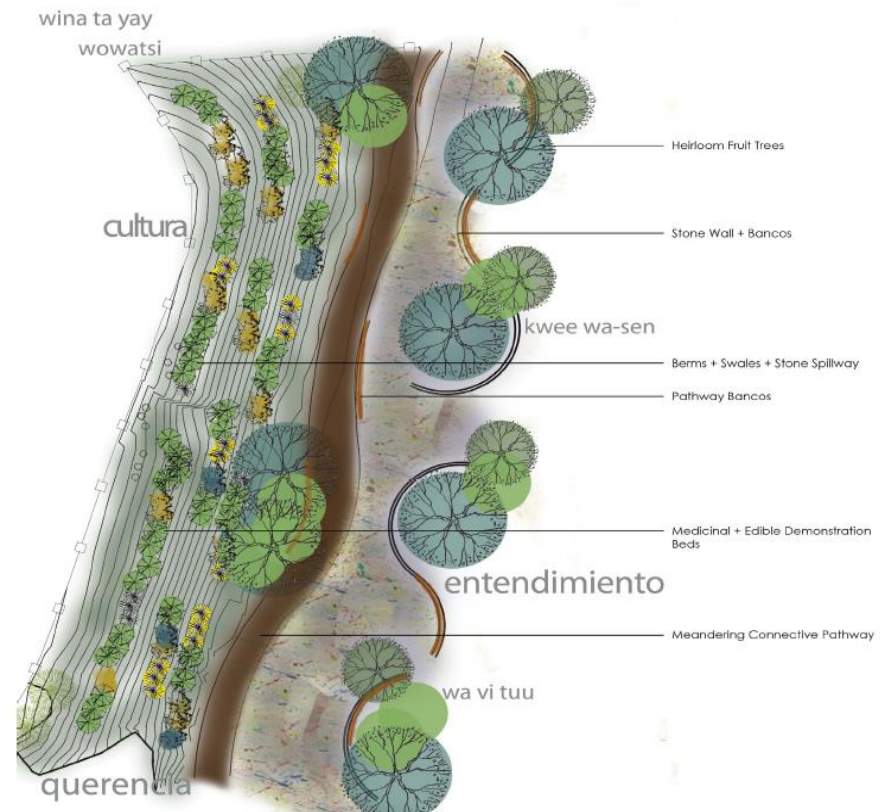 wina ta yay
wowatsi
Heirloom Fruit Trees
cultura
Stone Wall + Bancos
kwee wa-sen
Berms + Swales + Stone Spillway
Pathway Bancos
Medicinal + Edible Demonstration
Beds
entendimiento
Meandering Connective Pathway
wa vi tuu
querencia